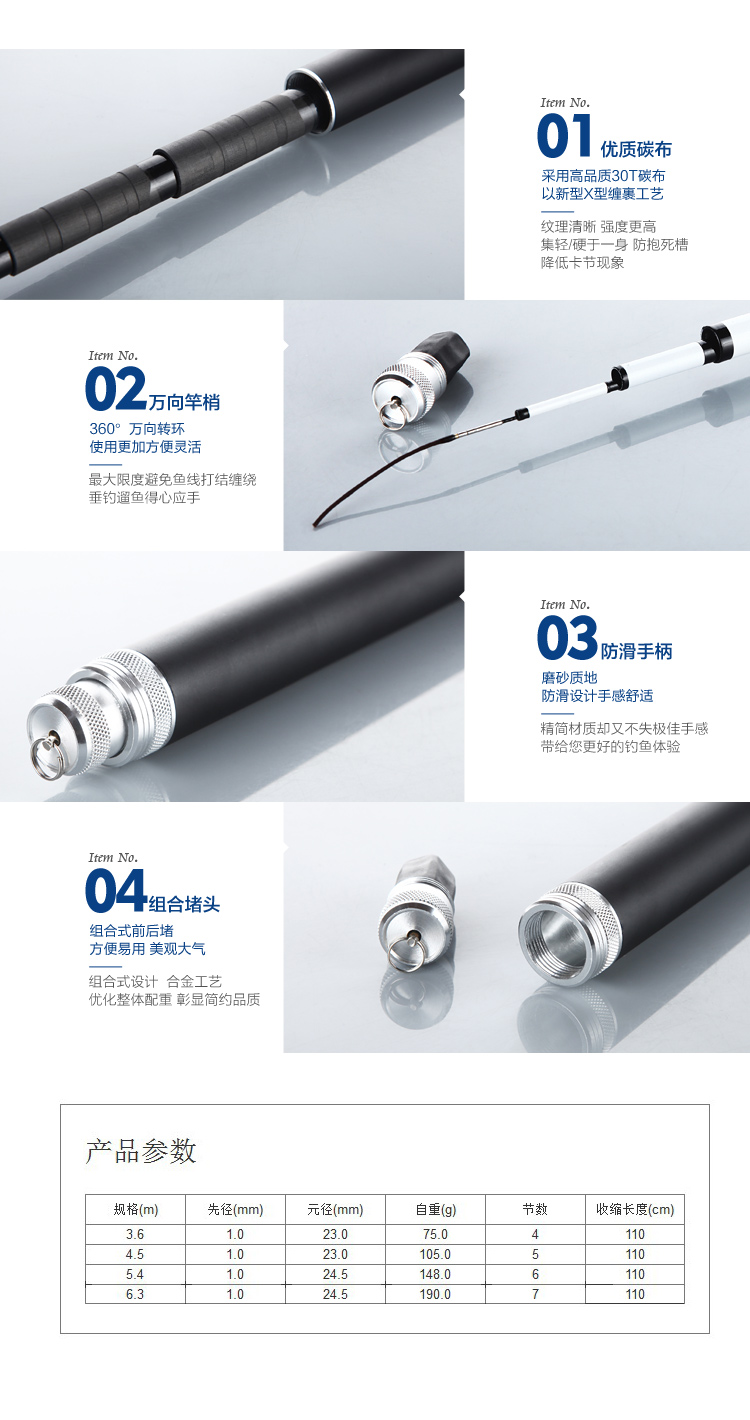 Item No.
01 优质碳布
采用高品质30T碳布
以新型X型缠裹工艺
纹理清晰 强度更高
集轻/硬于一身 防抱死槽
降低卡节现象
Item No.
02 万向竿梢
360° 万向转环
使用更加方便灵活
最大限度避免鱼线打结缠绕
垂钓遛鱼得心应手
Item No.
03 防滑手柄
磨砂质地
防滑设计手感舒适
精简材质却又不失极佳手感
带给您更好的钓鱼体验
Item No.
04 组合堵头
组合式前后堵
方便易用 美观大气
组合式设计 合金工艺
优化整体配重 彰显简约品质
产品参数
规格(m) 先径(mm) 元径(mm) 自重(g) 节数 收缩长度(cm)
3.6 1.0 23.0 75.0 4 110
4.5 1.0 23.0 105.0 5 110
5.4 1.0 24.5 148.0 6 110
6.3 1.0 24.5 190.0 7 110